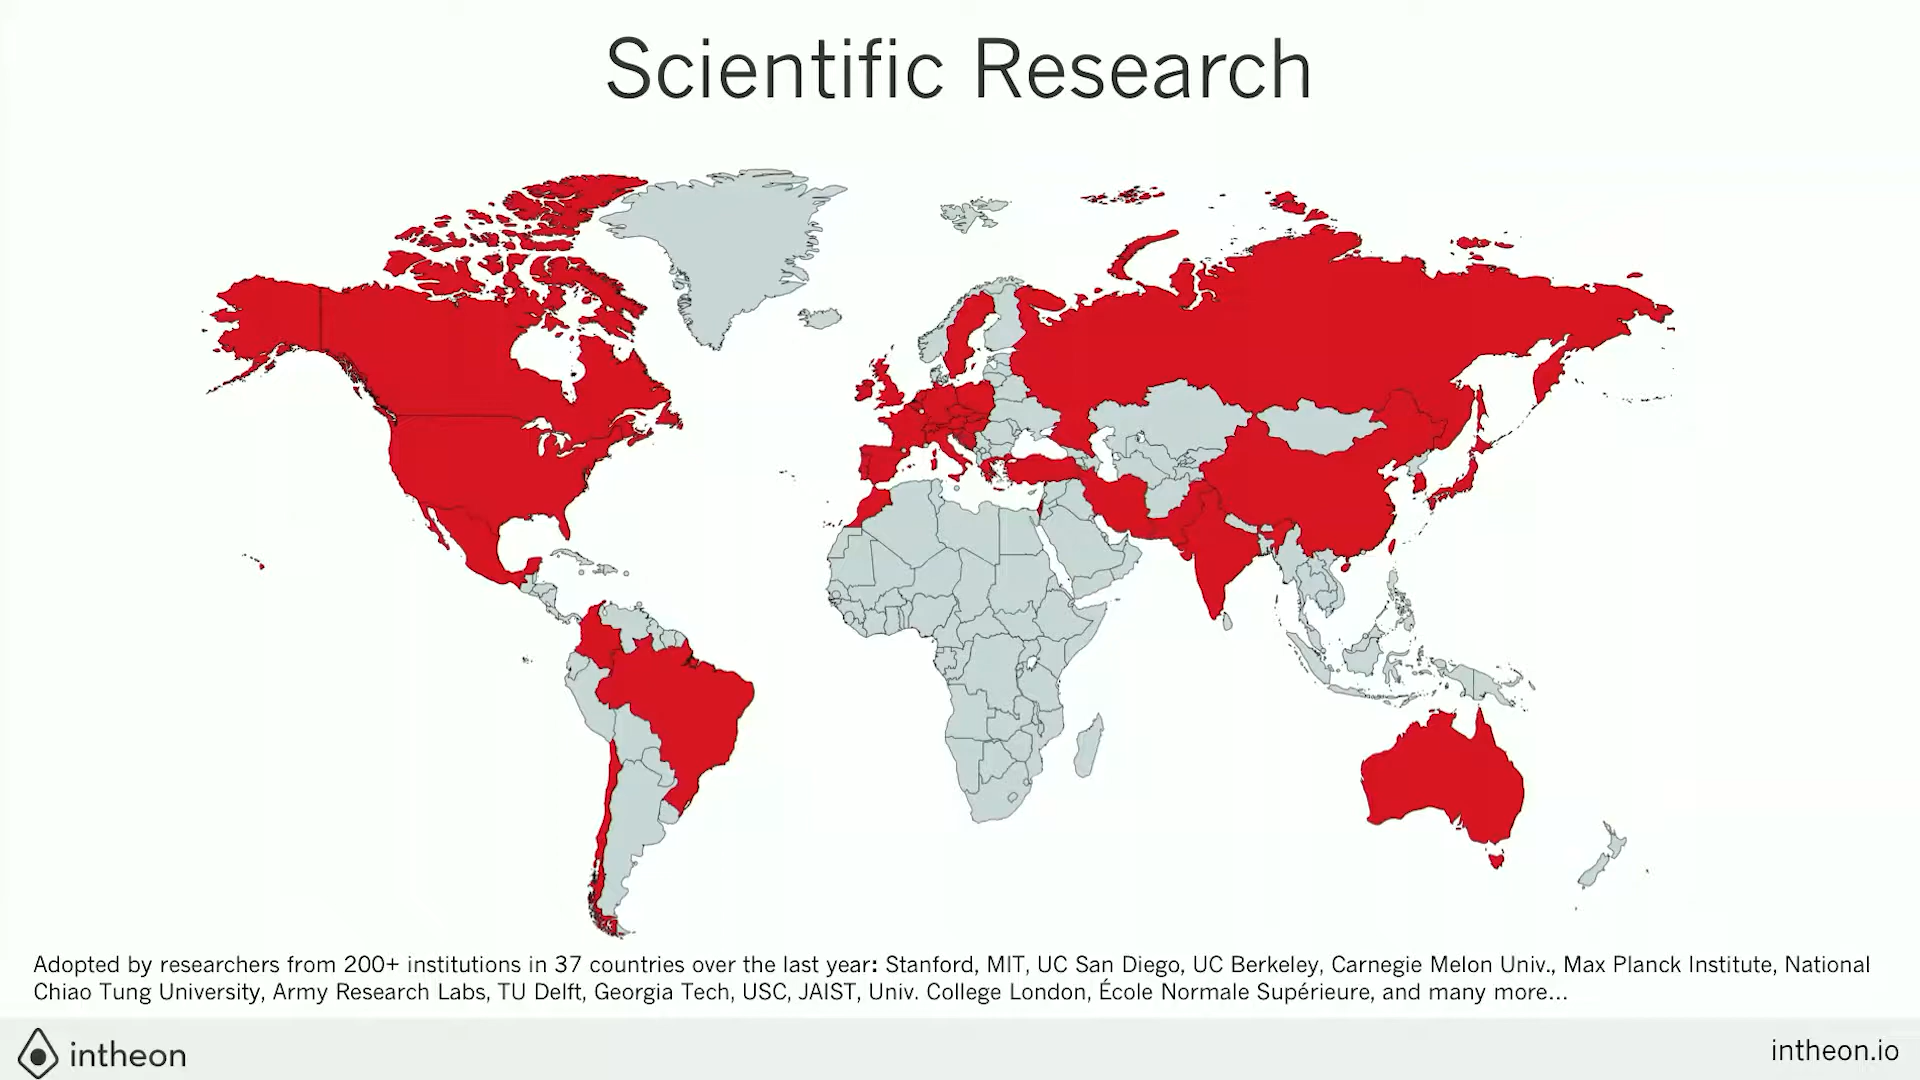 Scientific Research
Adopted by researchers from 200+ institutions in 37 countries over the last year: Stanford, MIT, UC San Diego, UC Berkeley, Carnegie Melon Univ., Max Planck Institute, National
Chiao Tung University, Army Research Labs, TU Delft, Georgia Tech, USC, JAIST, Univ. College London, École Normale Supérieure, and many more...
intheon
intheon.io